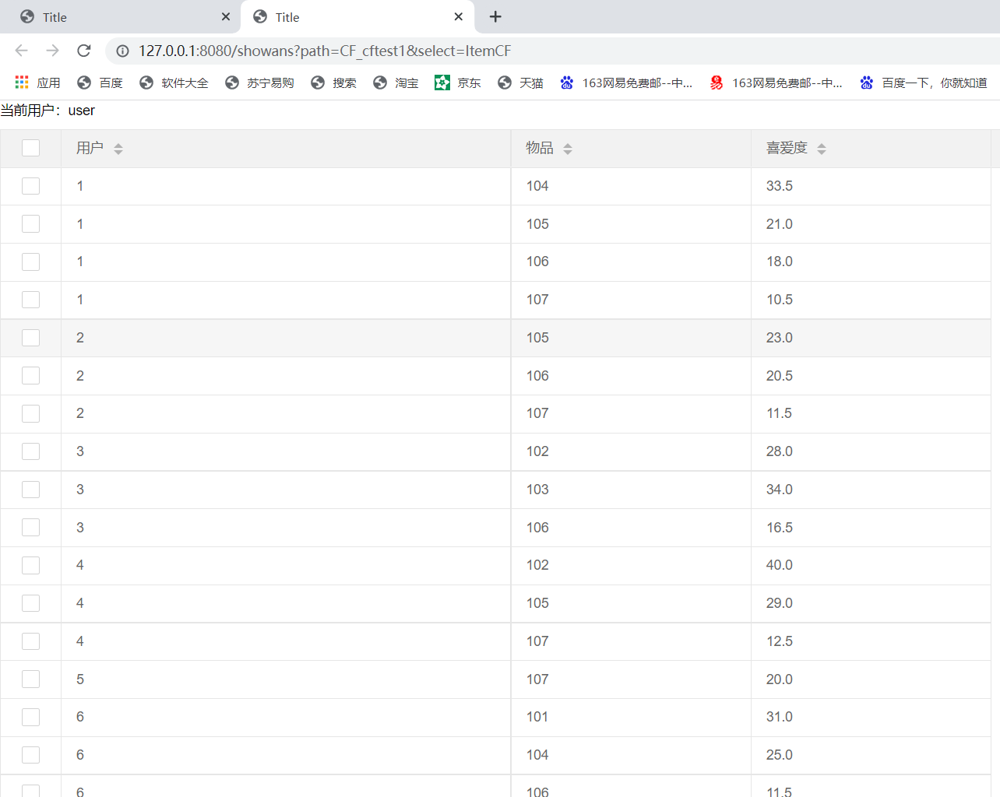 Title
Title
127.0.0.1:8080/showans?path=CF_cftest1&select=ItemCF
应用 百度 软件大全 苏宁易购 搜索 淘宝 京东 天猫 163网易免费邮--中... 163网易免费邮--中... 百度一下，你就知道
当前用户：user
用户 物品 喜爱度
1 104 33.5
1 105 21.0
1 106 18.0
1 107 10.5
2 105 23.0
2 106 20.5
2 107 11.5
3 102 28.0
3 103 34.0
3 106 16.5
4 102 40.0
4 105 29.0
4 107 12.5
5 107 20.0
6 101 31.0
6 104 25.0
6 106 11.5